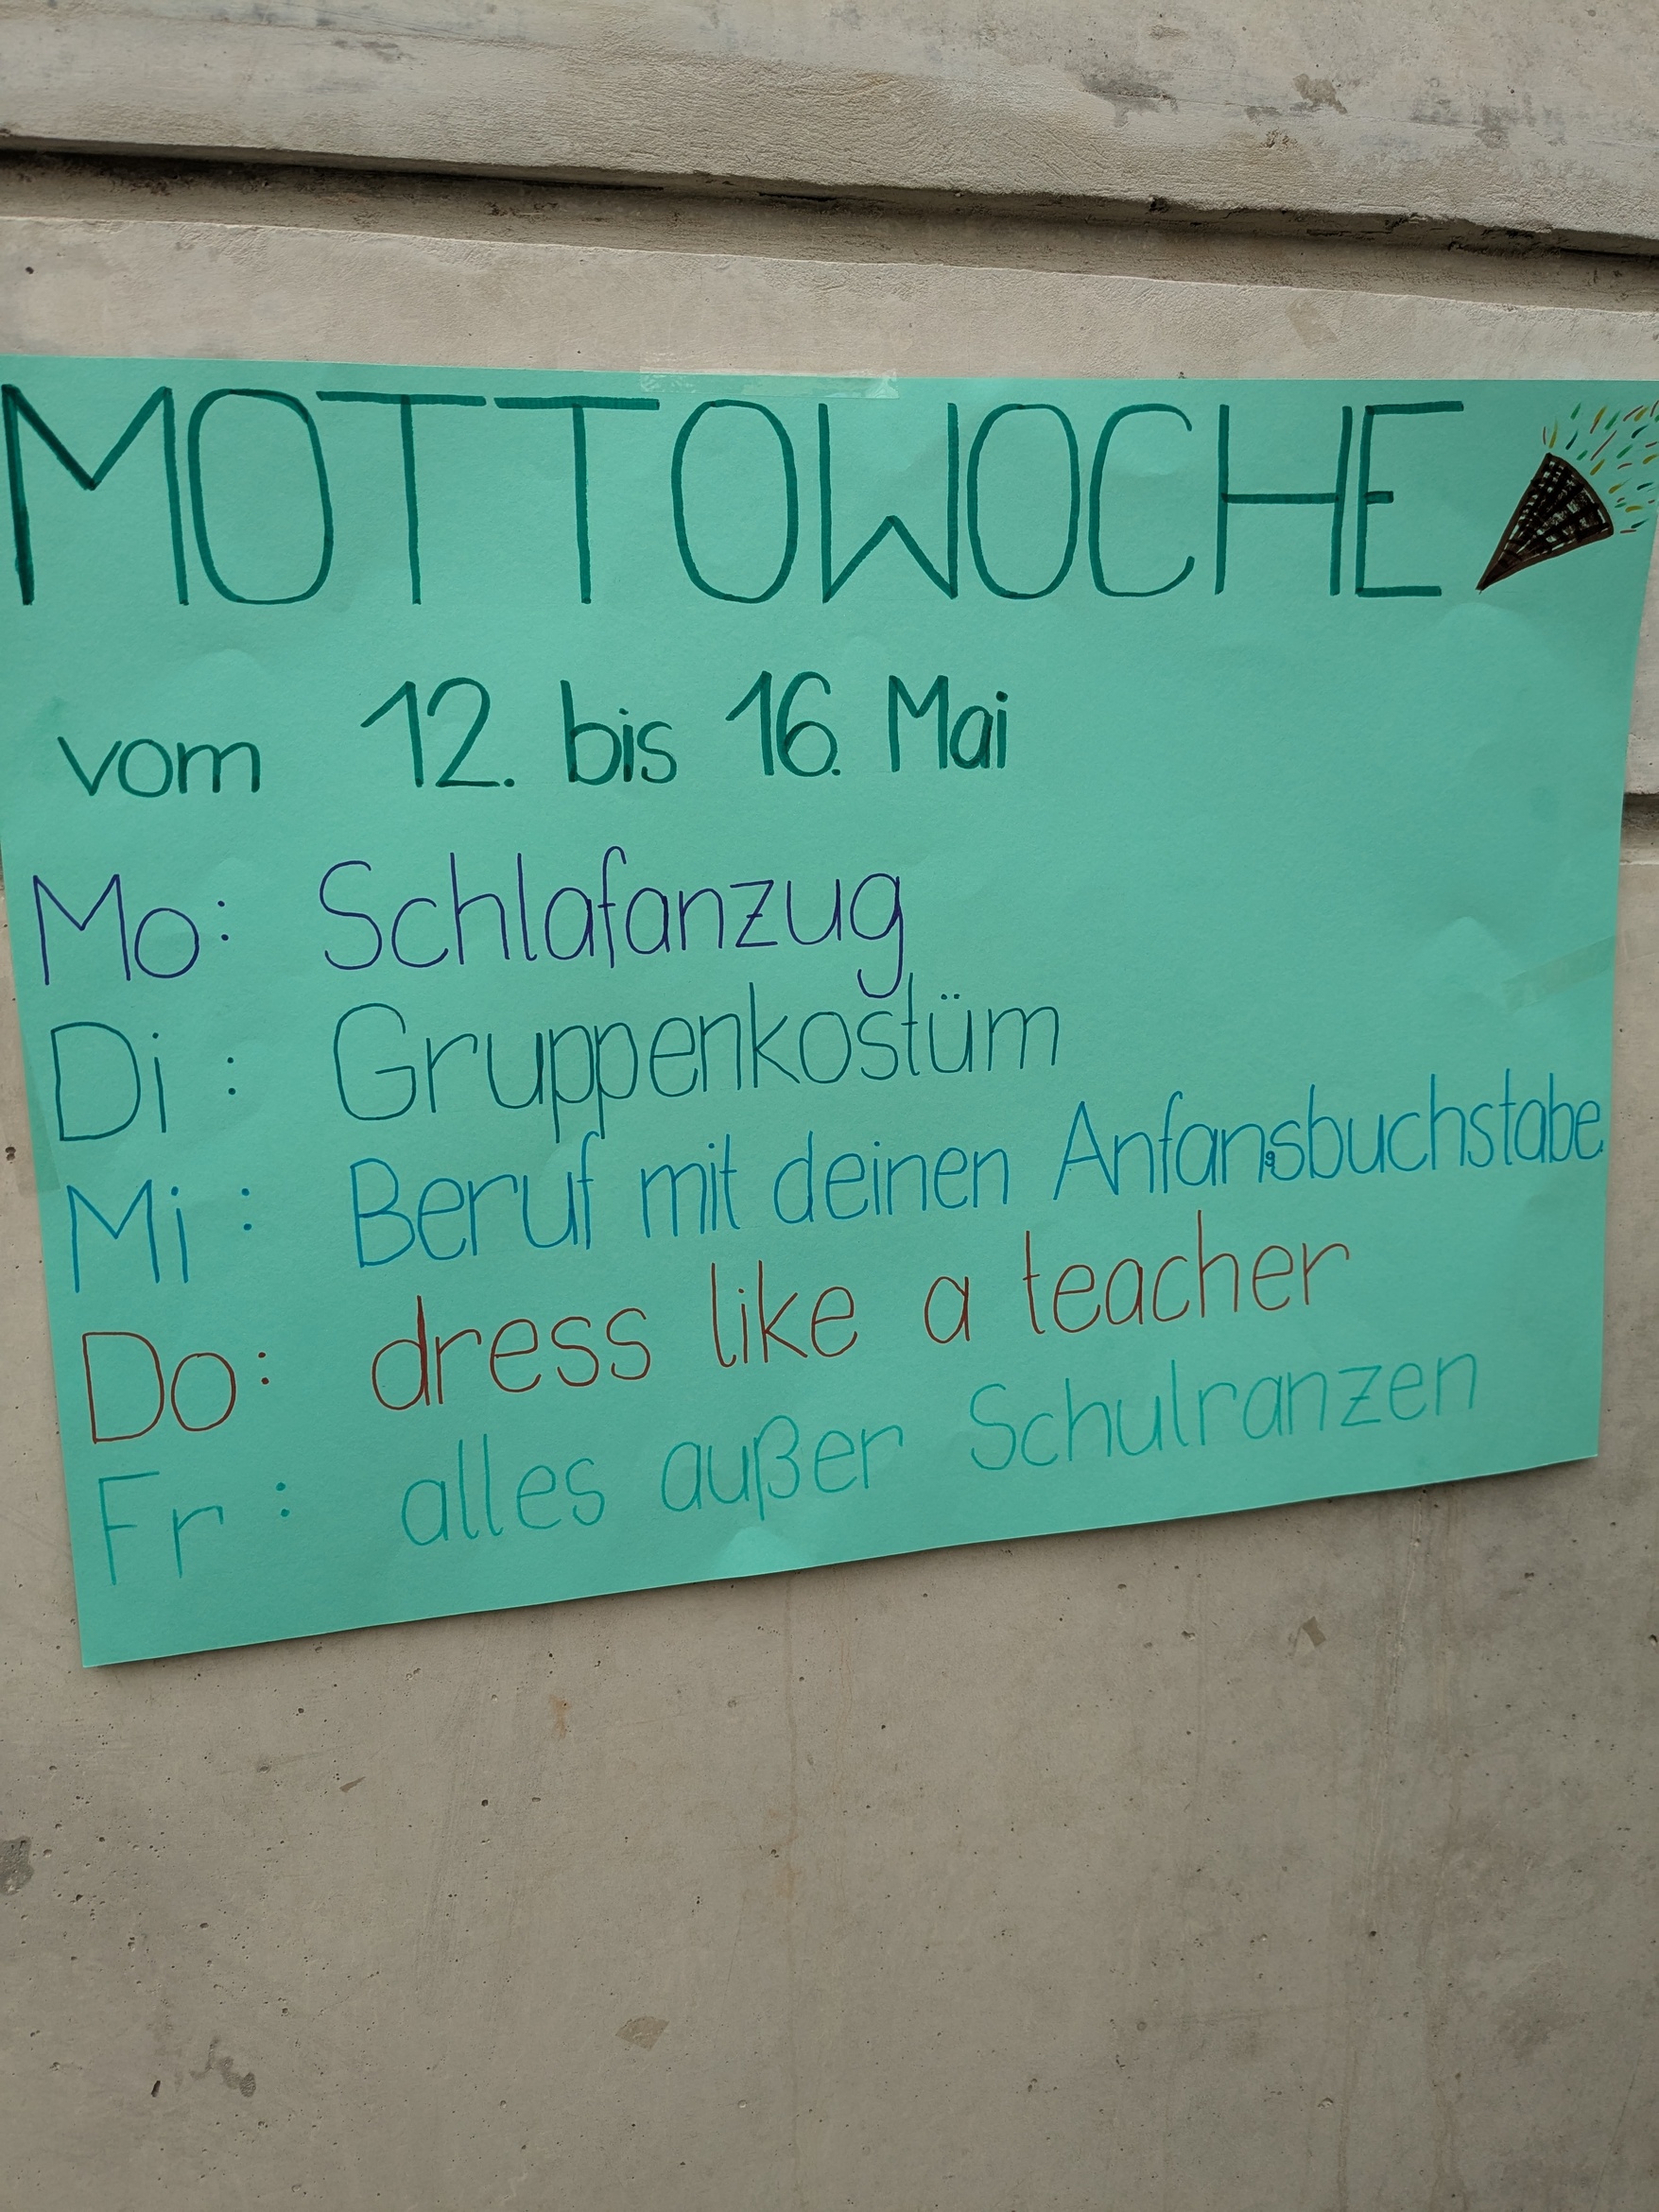 MOTTOWOCHE
vom 12. bis 16. Mai
Mo: Schlafanzug
Di: Gruppenkostüm
Mi: Beruf mit deinen Anfangsbuchstabe
Do: dress like a teacher
Fr: alles außer Schulranzen